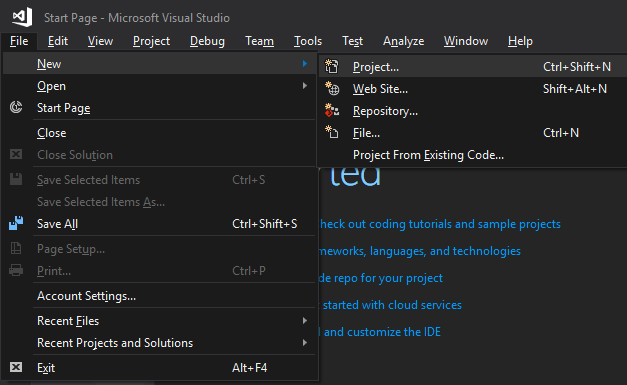 Start Page - Microsoft Visual Studio
File Edit View Project Debug Team Tools Test Analyze Window Help
New
Open
Start Page
Close
Close Solution
Save Selected Items Ctrl+S
Save Selected Items As...
Save All Ctrl+Shift+S
Page Setup...
Print... Ctrl+P
Account Settings...
Recent Files
Recent Projects and Solutions
Exit Alt+F4
Project... Ctrl+Shift+N
Web Site... Shift+Alt+N
Repository...
File... Ctrl+N
Project From Existing Code...
ted
heck out coding tutorials and sample projects
meworks, languages, and technologies
de repo for your project
started with cloud services
and customize the IDE